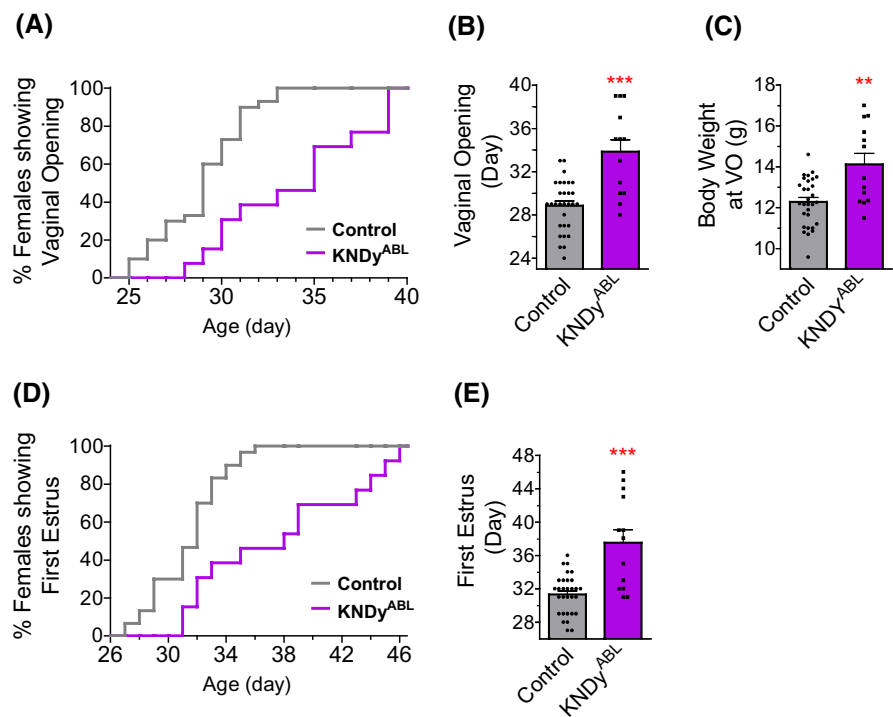 (A)
% Females showing
Vaginal Opening
100
80
60
40
20
0
25
30
35
40
Age (day)
Control
KNDy^ABL
(B)
***
Vaginal Opening
(Day)
40
36
32
28
24
Control
KNDy^ABL
(C)
**
Body Weight
at VO (g)
18
16
14
12
10
Control
KNDY^ABL
(D)
% Females showing
First Estrus
100
80
60
40
20
0
26
30
34
38
42
46
Age (day)
Control
KNDy^ABL
(E)
***
First Estrus
(Day)
48
44
40
36
32
28
Control
KNDy^ABL